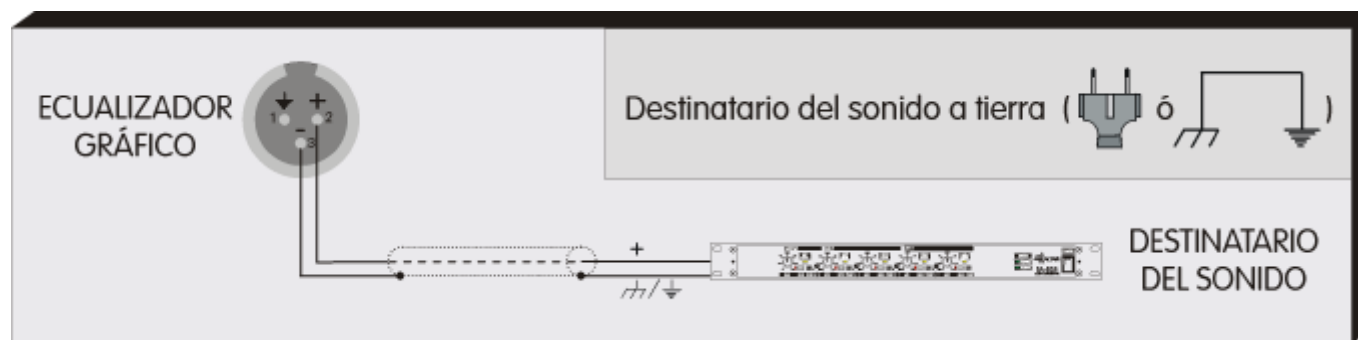 ECUALIZADOR
GRÁFICO
1
+
2
-
3
Destinatario del sonido a tierra ( ó )
+
/
DESTINATARIO
DEL SONIDO